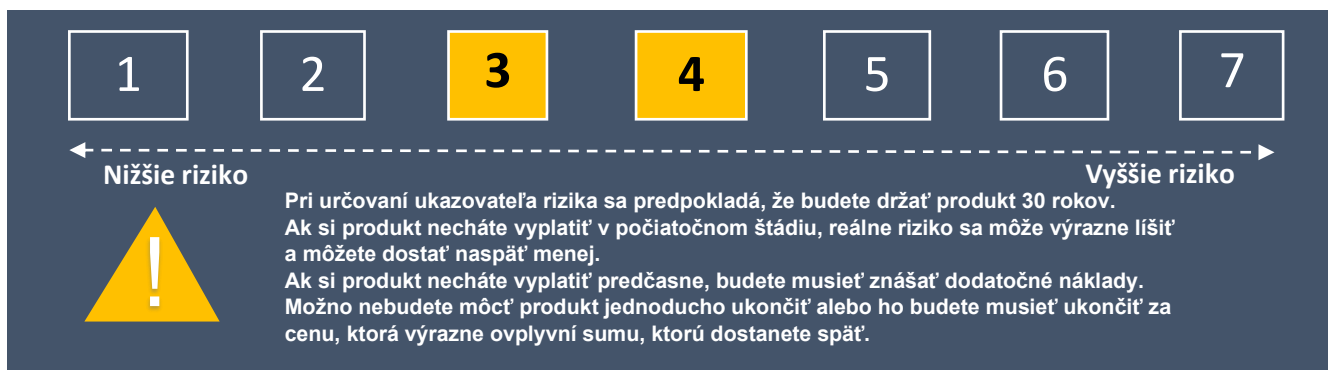 1 2 3 4 5 6 7
Nižšie riziko Vyššie riziko
Pri určovaní ukazovateľa rizika sa predpokladá, že budete držať produkt 30 rokov.
Ak si produkt necháte vyplatiť v počiatočnom štádiu, reálne riziko sa môže výrazne líšiť
a môžete dostať naspäť menej.
Ak si produkt necháte vyplatiť predčasne, budete musieť znášať dodatočné náklady.
Možno nebudete môcť produkt jednoducho ukončiť alebo ho budete musieť ukončiť za
cenu, ktorá výrazne ovplyvní sumu, ktorú dostanete späť.
!